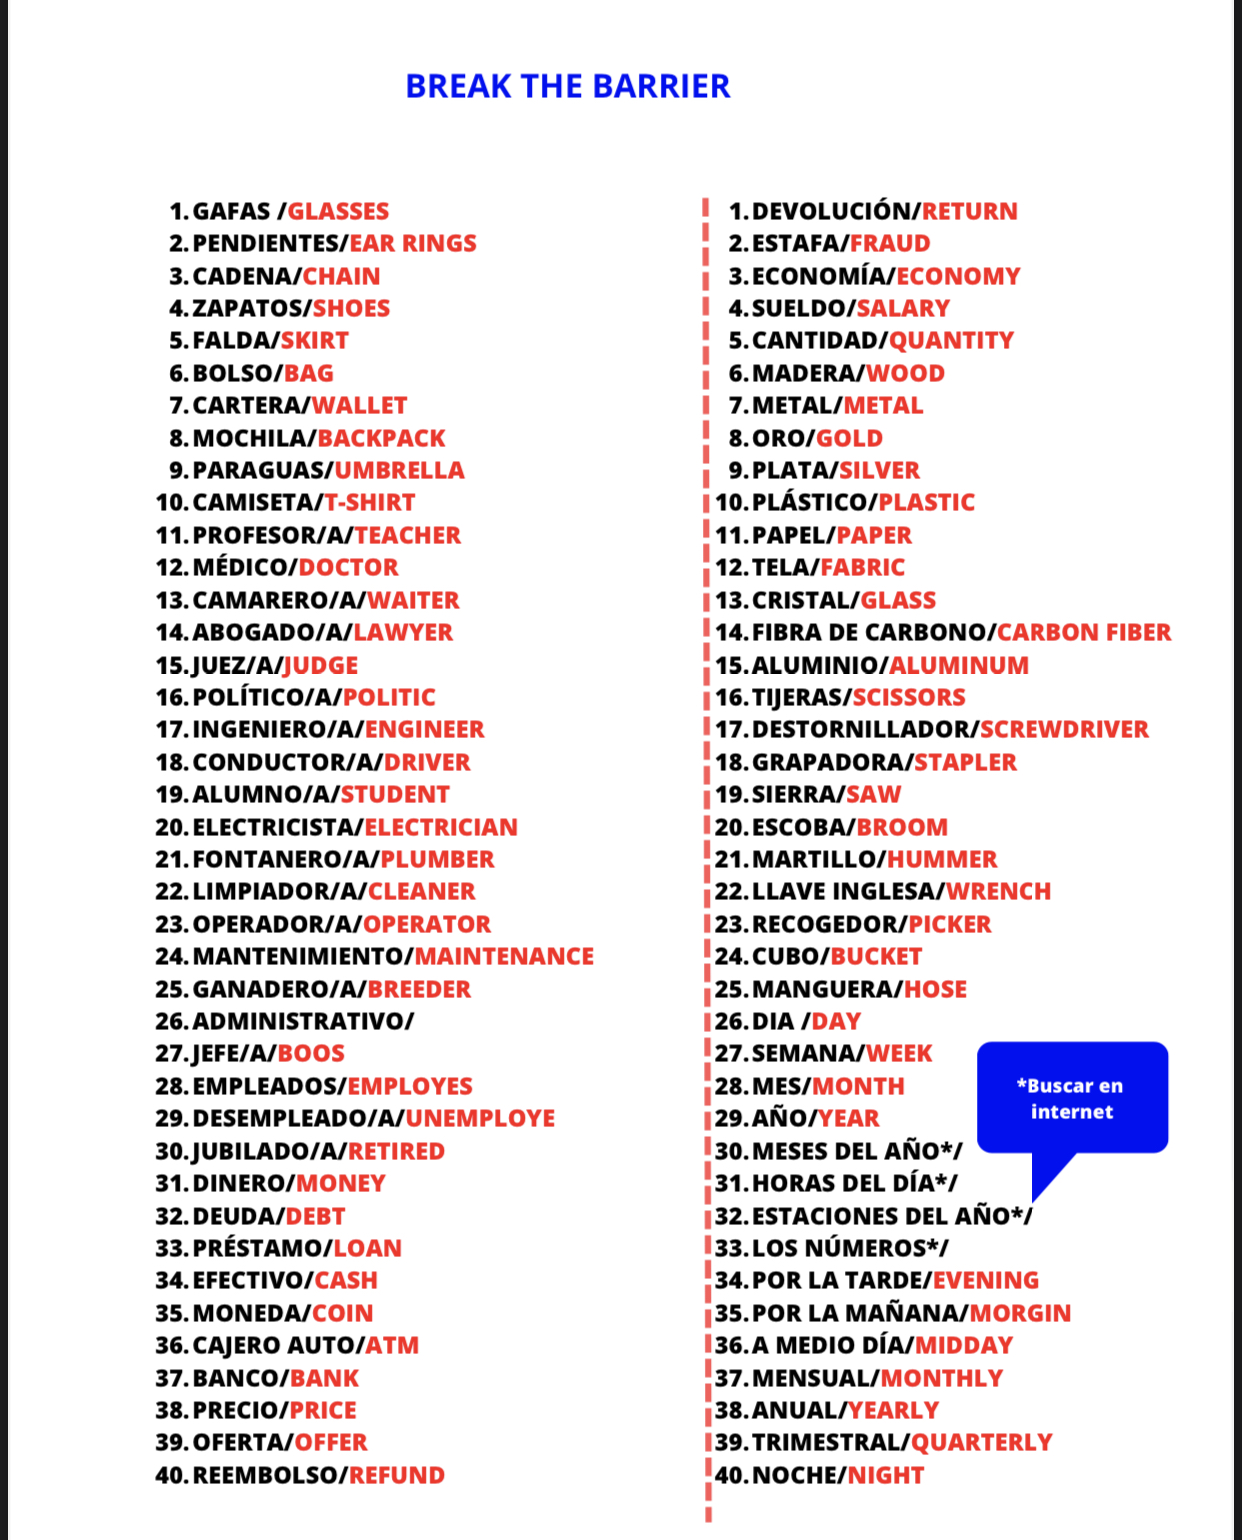 BREAK THE BARRIER
1. GAFAS /GLASSES
2. PENDIENTES/EAR RINGS
3. CADENA/CHAIN
4. ZAPATOS/SHOES
5. FALDA/SKIRT
6. BOLSO/BAG
7. CARTERA/WALLET
8. MOCHILA/BACKPACK
9. PARAGUAS/UMBRELLA
10. CAMISETA/T-SHIRT
11. PROFESOR/A/TEACHER
12. MÉDICO/DOCTOR
13. CAMARERO/A/WAITER
14. ABOGADO/A/LAWYER
15. JUEZ/A/JUDGE
16. POLÍTICO/A/POLITIC
17. INGENIERO/A/ENGINEER
18. CONDUCTOR/A/DRIVER
19. ALUMNO/A/STUDENT
20. ELECTRICISTA/ELECTRICIAN
21. FONTANERO/A/PLUMBER
22. LIMPIADOR/A/CLEANER
23. OPERADOR/A/OPERATOR
24. MANTENIMIENTO/MAINTENANCE
25. GANADERO/A/BREEDER
26. ADMINISTRATIVO/
27. JEFE/A/BOOS
28. EMPLEADOS/EMPLOYES
29. DESEMPLEADO/A/UNEMPLOYE
30. JUBILADO/A/RETIRED
31. DINERO/MONEY
32. DEUDA/DEBT
33. PRÉSTAMO/LOAN
34. EFECTIVO/CASH
35. MONEDA/COIN
36. CAJERO AUTO/ATM
37. BANCO/BANK
38. PRECIO/PRICE
39. OFERTA/OFFER
40. REEMBOLSO/REFUND
1. DEVOLUCIÓN/RETURN
2. ESTAFA/FRAUD
3. ECONOMÍA/ECONOMY
4. SUELDO/SALARY
5. CANTIDAD/QUANTITY
6. MADERA/WOOD
7. METAL/METAL
8. ORO/GOLD
9. PLATA/SILVER
10. PLÁSTICO/PLASTIC
11. PAPEL/PAPER
12. TELA/FABRIC
13. CRISTAL/GLASS
14. FIBRA DE CARBONO/CARBON FIBER
15. ALUMINIO/ALUMINUM
16. TIJERAS/SCISSORS
17. DESTORNILLADOR/SCREWDRIVER
18. GRAPADORA/STAPLER
19. SIERRA/SAW
20. ESCOBA/BROOM
21. MARTILLO/HUMMER
22. LLAVE INGLESA/WRENCH
23. RECOGEDOR/PICKER
24. CUBO/BUCKET
25. MANGUERA/HOSE
26. DIA /DAY
27. SEMANA/WEEK
28. MES/MONTH
29. AÑO/YEAR
30. MESES DEL AÑO*/
31. HORAS DEL DÍA*/
32. ESTACIONES DEL AÑO*/
33. LOS NÚMEROS*/
34. POR LA TARDE/EVENING
35. POR LA MAÑANA/MORGIN
36. A MEDIO DÍA/MIDDAY
37. MENSUAL/MONTHLY
38. ANUAL/YEARLY
39. TRIMESTRAL/QUARTERLY
40. NOCHE/NIGHT
*Buscar en
internet